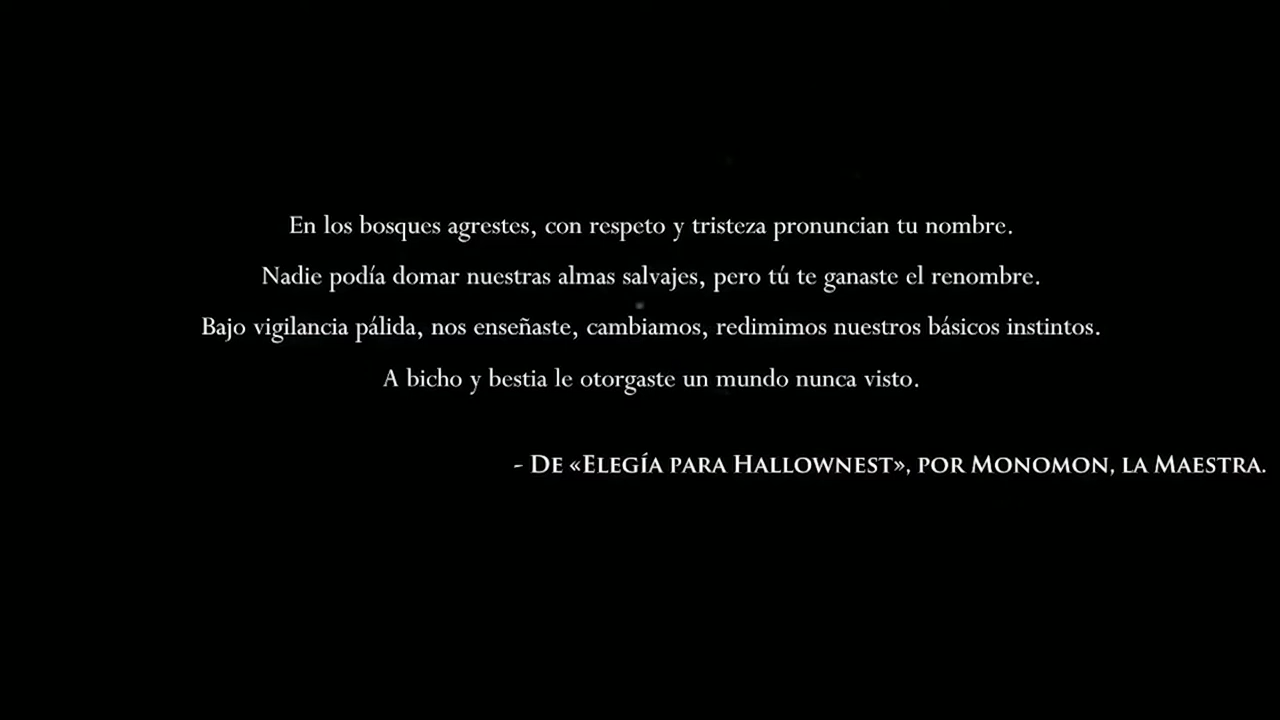 En los bosques agrestes, con respeto y tristeza pronuncian tu nombre.
Nadie podía domar nuestras almas salvajes, pero tú te ganaste el renombre.
Bajo vigilancia pálida, nos enseñaste, cambiamos, redimimos nuestros básicos instintos.
A bicho y bestia le otorgaste un mundo nunca visto.
- De «Elegía para Hallownest», por Monomon, la Maestra.